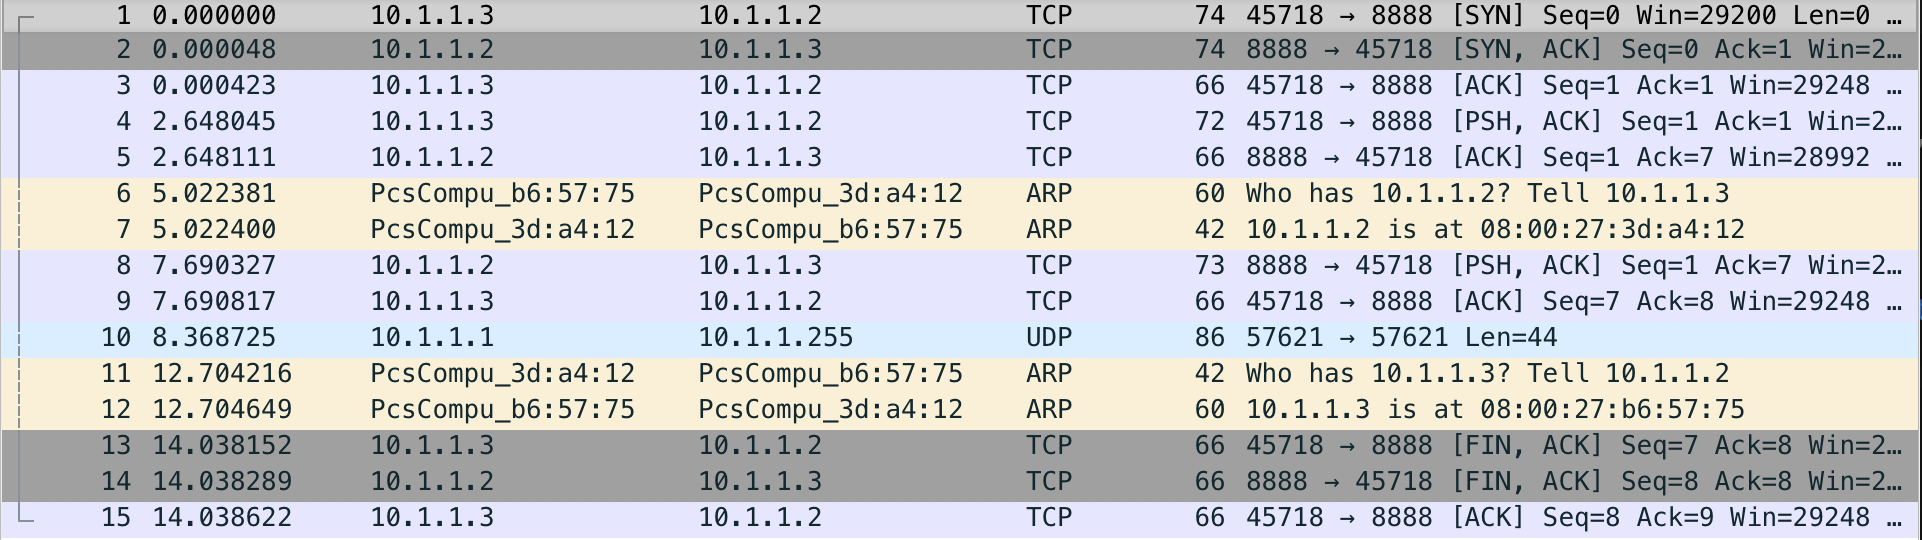 1 0.000000 10.1.1.3 10.1.1.2 TCP 74 45718 → 8888 [SYN] Seq=0 Win=29200 Len=0 …
2 0.000048 10.1.1.2 10.1.1.3 TCP 74 8888 → 45718 [SYN, ACK] Seq=0 Ack=1 Win=2…
3 0.000423 10.1.1.3 10.1.1.2 TCP 66 45718 → 8888 [ACK] Seq=1 Ack=1 Win=29248 …
4 2.648045 10.1.1.3 10.1.1.2 TCP 72 45718 → 8888 [PSH, ACK] Seq=1 Ack=1 Win=2…
5 2.648111 10.1.1.2 10.1.1.3 TCP 66 8888 → 45718 [ACK] Seq=1 Ack=7 Win=28992 …
6 5.022381 PcsCompu_b6:57:75 PcsCompu_3d:a4:12 ARP 60 Who has 10.1.1.2? Tell 10.1.1.3
7 5.022400 PcsCompu_3d:a4:12 PcsCompu_b6:57:75 ARP 42 10.1.1.2 is at 08:00:27:3d:a4:12
8 7.690327 10.1.1.2 10.1.1.3 TCP 73 8888 → 45718 [PSH, ACK] Seq=1 Ack=7 Win=2…
9 7.690817 10.1.1.3 10.1.1.2 TCP 66 45718 → 8888 [ACK] Seq=7 Ack=8 Win=29248 …
10 8.368725 10.1.1.1 10.1.1.255 UDP 86 57621 → 57621 Len=44
11 12.704216 PcsCompu_3d:a4:12 PcsCompu_b6:57:75 ARP 42 Who has 10.1.1.3? Tell 10.1.1.2
12 12.704649 PcsCompu_b6:57:75 PcsCompu_3d:a4:12 ARP 60 10.1.1.3 is at 08:00:27:b6:57:75
13 14.038152 10.1.1.3 10.1.1.2 TCP 66 45718 → 8888 [FIN, ACK] Seq=7 Ack=8 Win=2…
14 14.038289 10.1.1.2 10.1.1.3 TCP 66 8888 → 45718 [FIN, ACK] Seq=8 Ack=8 Win=2…
15 14.038622 10.1.1.3 10.1.1.2 TCP 66 45718 → 8888 [ACK] Seq=8 Ack=9 Win=29248 …